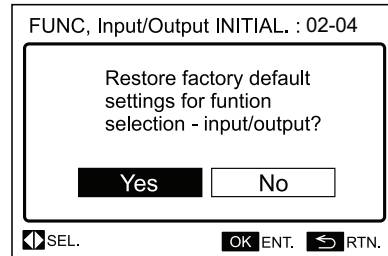 FUNC, Input/Output INITIAL. : 02-04
Restore factory default
settings for funtion
selection - input/output?
Yes No
SEL. OK ENT. RTN.